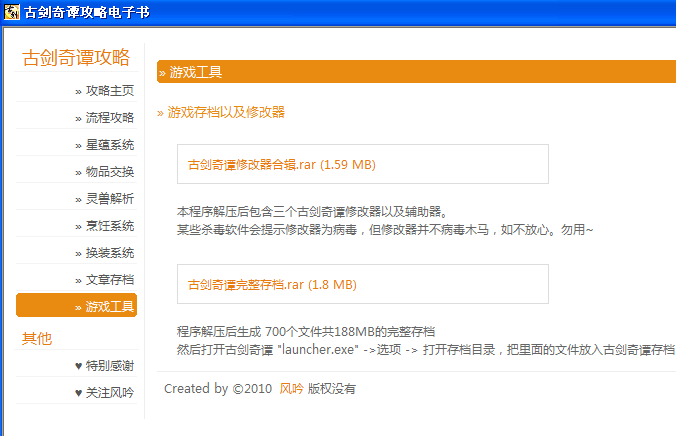 古剑奇谭攻略电子书
古剑奇谭攻略
» 攻略主页
» 流程攻略
» 星蕴系统
» 物品交换
» 灵兽解析
» 烹饪系统
» 换装系统
» 文章存档
» 游戏工具
其他
♥ 特别感谢
♥ 关注风吟
» 游戏工具
» 游戏存档以及修改器
古剑奇谭修改器合辑.rar (1.59 MB)
本程序解压后包含三个古剑奇谭修改器以及辅助器。
某些杀毒软件会提示修改器为病毒，但修改器并不病毒木马，如不放心。勿用~
古剑奇谭完整存档.rar (1.8 MB)
程序解压后生成 700个文件共188MB的完整存档
然后打开古剑奇谭 "launcher.exe" ->选项 -> 打开存档目录，把里面的文件放入古剑奇谭存档
Created by ©2010 风吟 版权没有